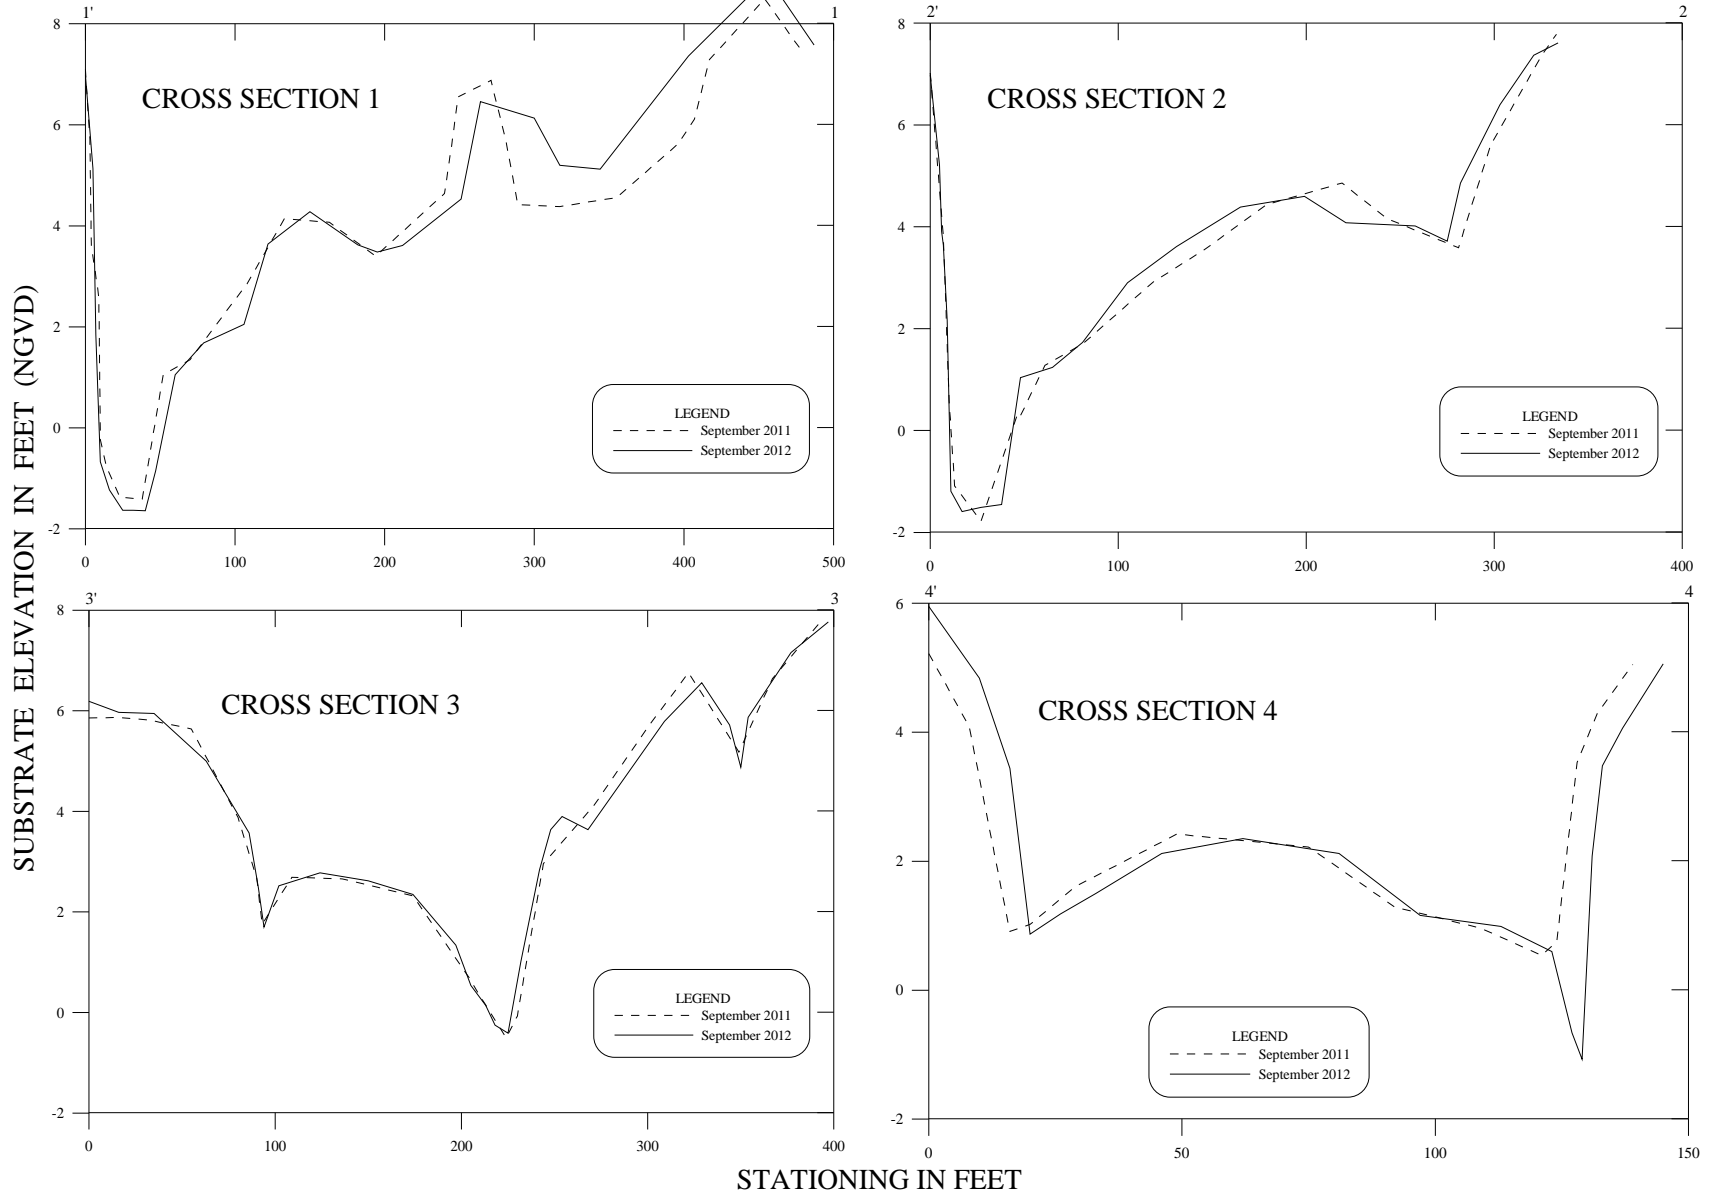 1' 1
8
6
4
2
0
-2
0 100 200 300 400 500
CROSS SECTION 1
LEGEND
September 2011
September 2012
2' 2
8
6
4
2
0
-2
0 100 200 300 400
CROSS SECTION 2
LEGEND
September 2011
September 2012
3' 3
8
6
4
2
0
-2
0 100 200 300 400
CROSS SECTION 3
LEGEND
September 2011
September 2012
4' 4
6
4
2
0
-2
0 50 100 150
CROSS SECTION 4
LEGEND
September 2011
September 2012
SUBSTRATE ELEVATION IN FEET (NGVD)
STATIONING IN FEET